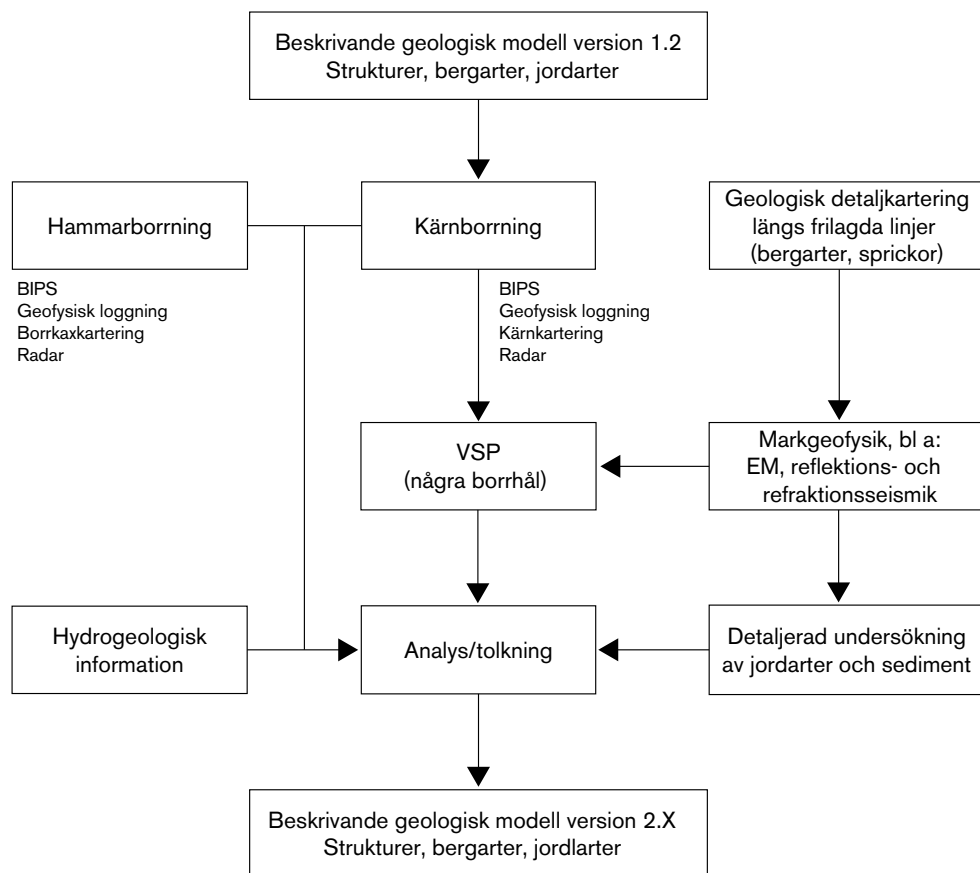 Beskrivande geologisk modell version 1.2
Strukturer, bergarter, jordarter
Hammarborrning
Kärnborrning
Geologisk detaljkartering
längs frilagda linjer
(bergarter, sprickor)
BIPS
Geofysisk loggning
Borrkaxkartering
Radar
BIPS
Geofysisk loggning
Kärnkartering
Radar
VSP
(några borrhål)
Markgeofysik, bl a:
EM, reflektions- och
refraktionsseismik
Hydrogeologisk
information
Analys/tolkning
Detaljerad undersökning
av jordarter och sediment
Beskrivande geologisk modell version 2.X
Strukturer, bergarter, jordlarter